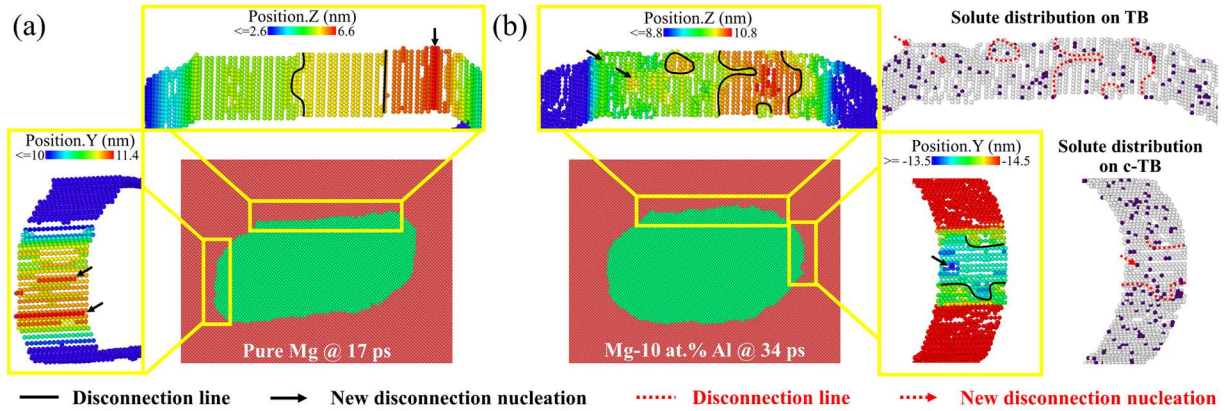 (a)
Position.Z (nm)
<=2.6 6.6
Position.Y (nm)
<=10 11.4
Pure Mg @ 17 ps
(b)
Position.Z (nm)
<=8.8 10.8
Solute distribution on TB
Position.Y (nm)
>= -13.5 -14.5
Solute distribution
on c-TB
Mg-10 at.% Al @ 34 ps
Disconnection line
New disconnection nucleation
Disconnection line
New disconnection nucleation